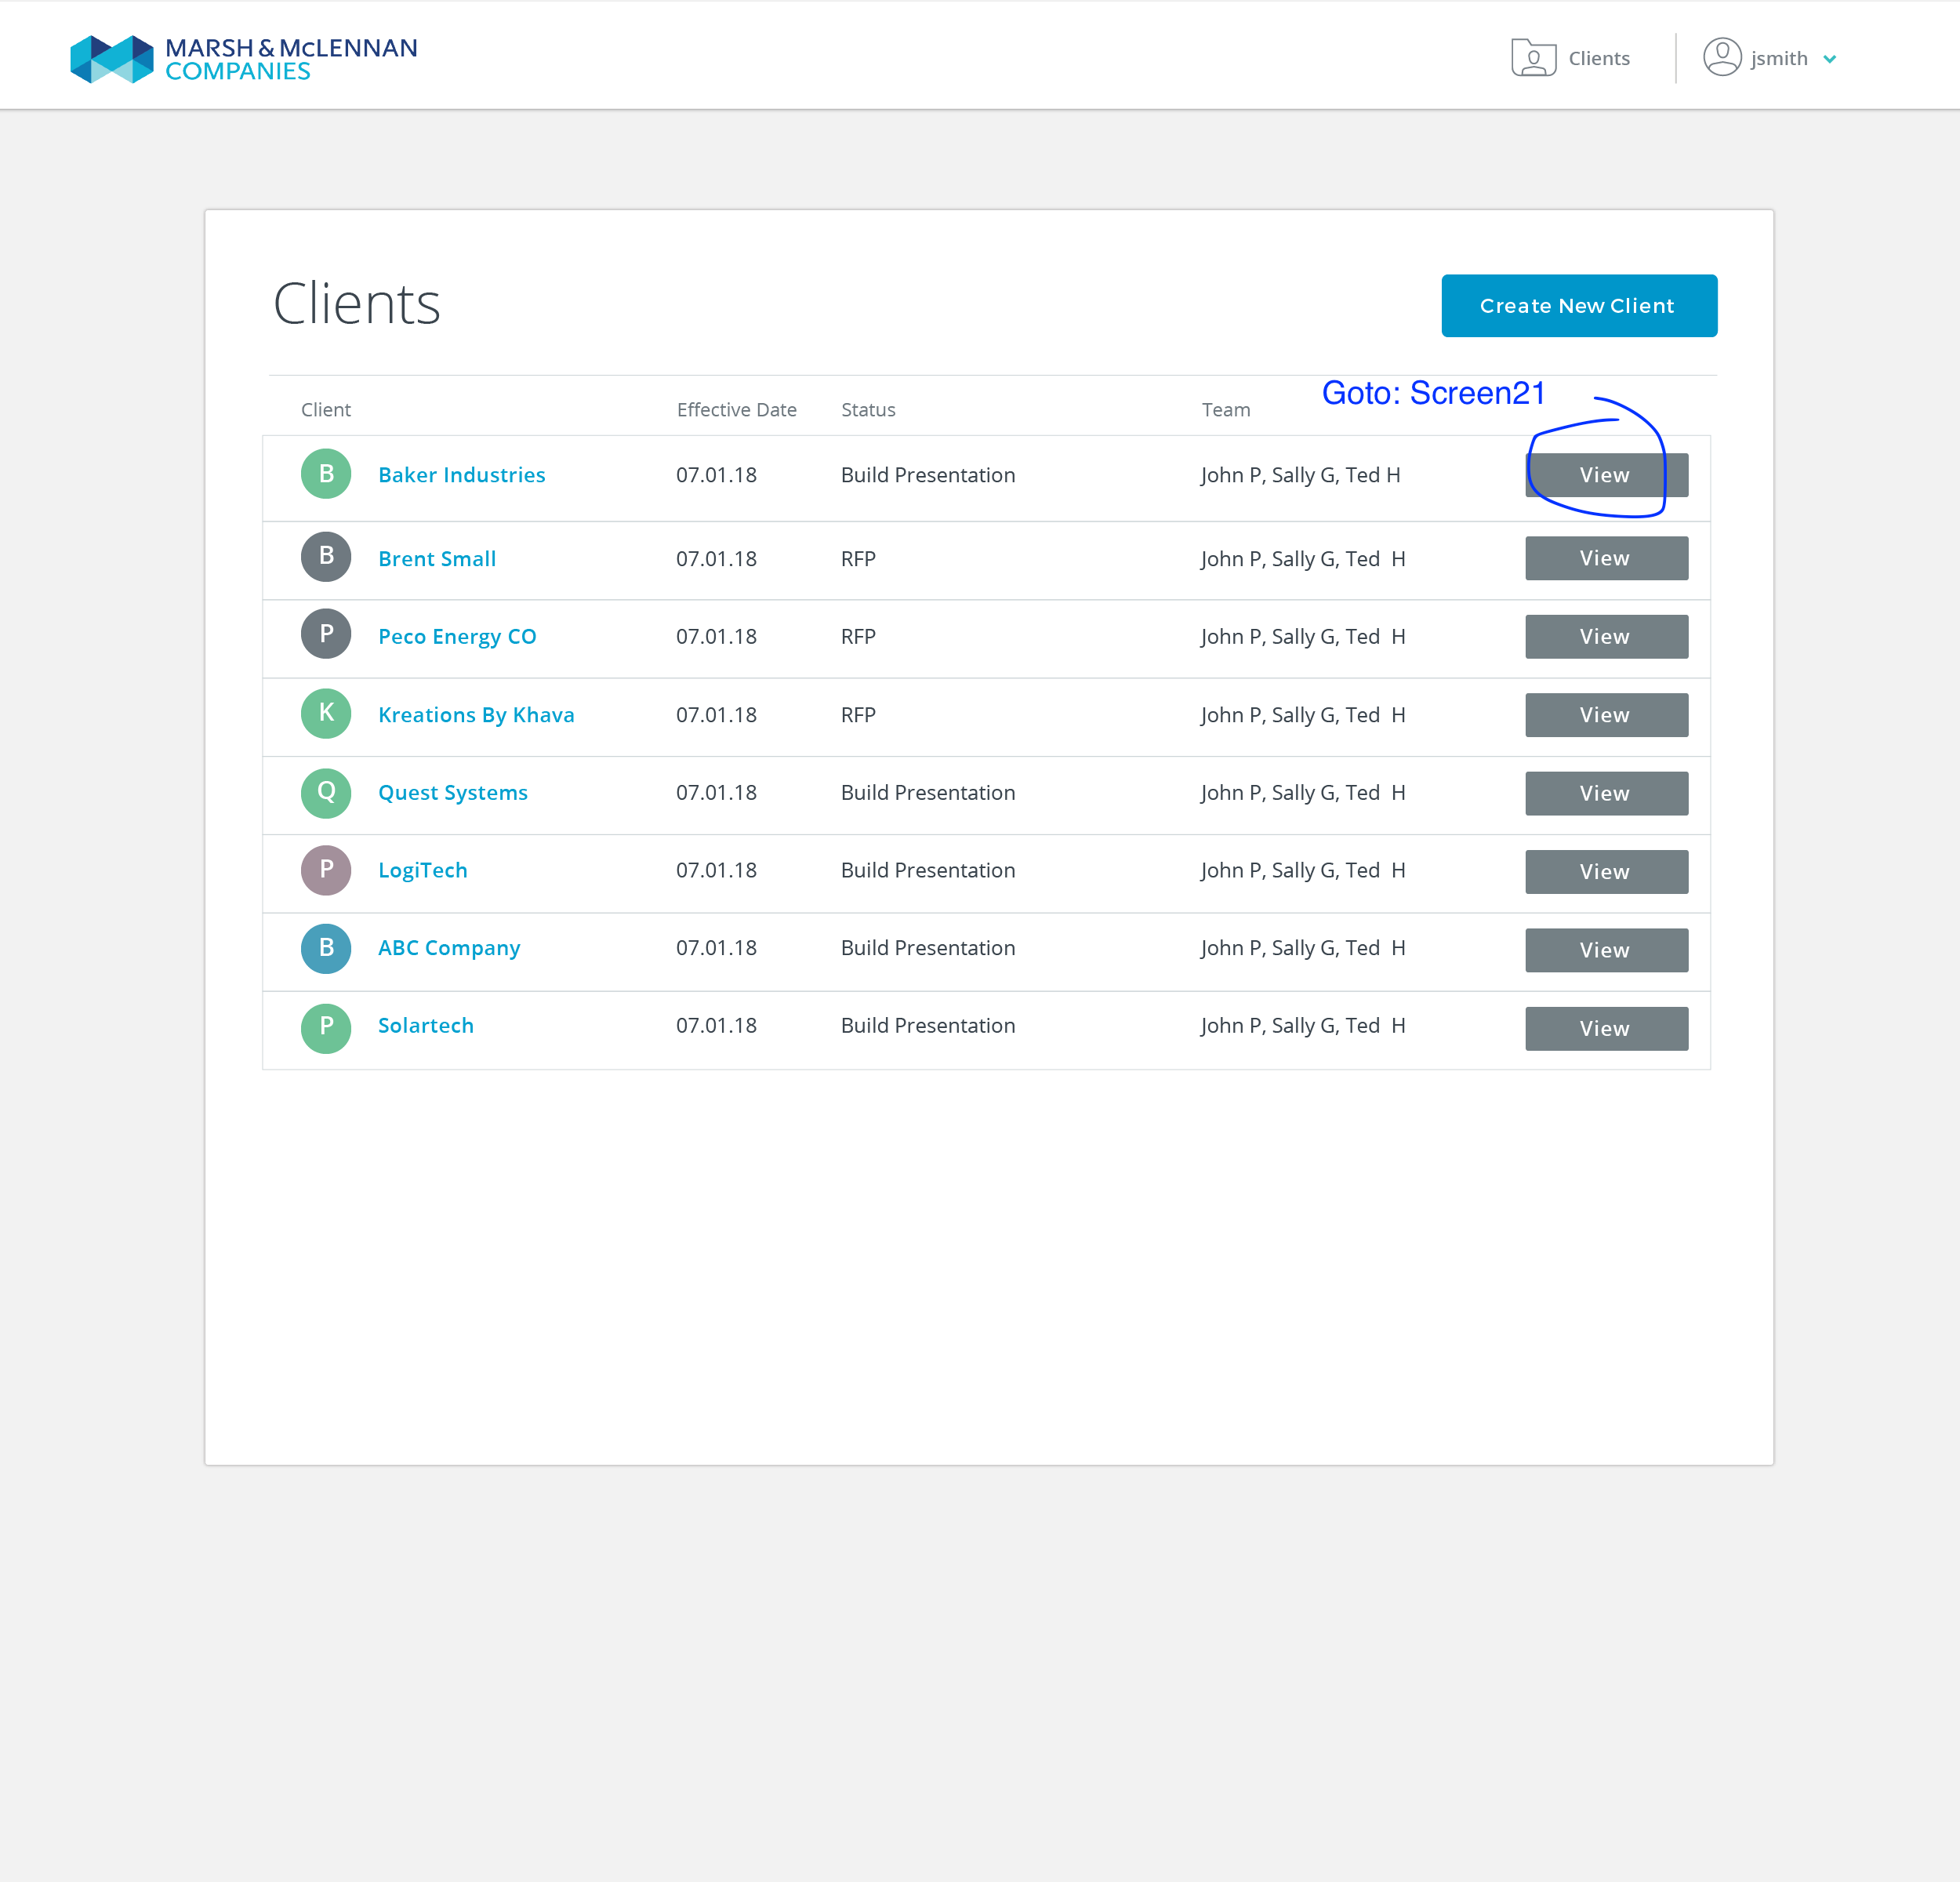 MARSH & McLENNAN
COMPANIES
Clients
jsmith
Clients
Create New Client
Goto: Screen21
Client Effective Date Status Team
B Baker Industries 07.01.18 Build Presentation John P, Sally G, Ted H View
B Brent Small 07.01.18 RFP John P, Sally G, Ted H View
P Peco Energy CO 07.01.18 RFP John P, Sally G, Ted H View
K Kreations By Khava 07.01.18 RFP John P, Sally G, Ted H View
Q Quest Systems 07.01.18 Build Presentation John P, Sally G, Ted H View
P LogiTech 07.01.18 Build Presentation John P, Sally G, Ted H View
B ABC Company 07.01.18 Build Presentation John P, Sally G, Ted H View
P Solartech 07.01.18 Build Presentation John P, Sally G, Ted H View